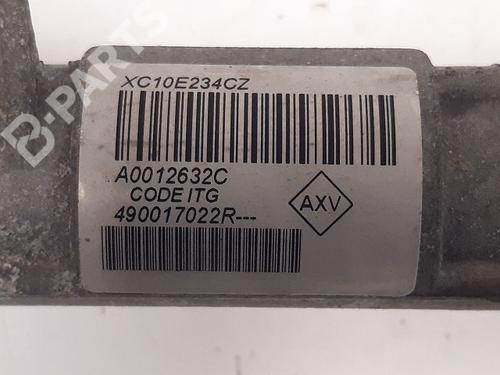 XC10E234CZ
A0012632C
CODE ITG
490017022R---
AXV
B-PARTS